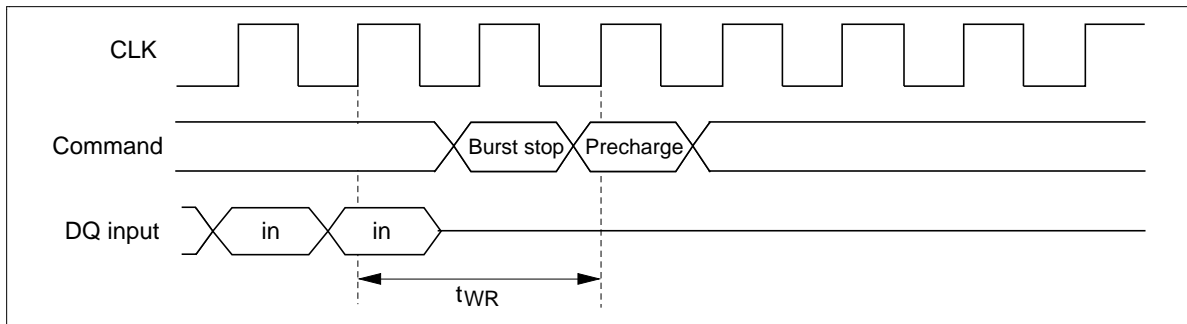 CLK
Command
Burst stop
Precharge
DQ input
in
in
tWR